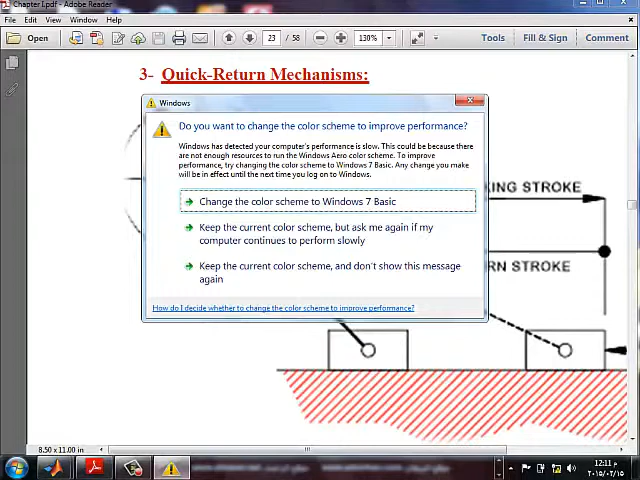 Chapter I.pdf - Adobe Reader
File Edit View Window Help
Open 23 / 58 130% Tools Fill & Sign Comment
3- Quick-Return Mechanisms:
Windows
Do you want to change the color scheme to improve performance?
Windows has detected your computer's performance is slow. This could be because there
are not enough resources to run the Windows Aero color scheme. To improve
performance, try changing the color scheme to Windows 7 Basic. Any change you make
will be in effect until the next time you log on to Windows.
Change the color scheme to Windows 7 Basic
KING STROKE
Keep the current color scheme, but ask me again if my
computer continues to perform slowly
Keep the current color scheme, and don't show this message
again
RN STROKE
How do I decide whether to change the color scheme to improve performance?
8.50 x 11.00 in
12:11 م
٢٠١٥/٠٢/١٥